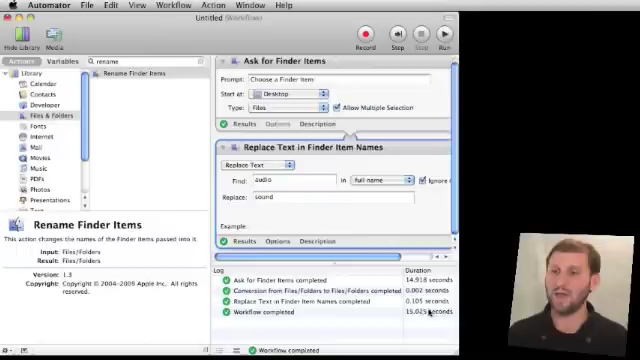 Automator File Edit View Workflow Window Help
Untitled (Workflow)
Hide Library Media Record Step Stop Run
Actions Variables rename
Library
Calendar
Contacts
Developer
Files & Folders
Fonts
Internet
Mail
Movies
Music
PDFs
Photos
Presentations
Text
Rename Finder Items
Ask for Finder Items
Prompt: Choose a Finder Item
Start at: Desktop
Type: Files Allow Multiple Selection
Results Options Description
Replace Text in Finder Item Names
Replace Text
Find: audio in full name Ignore
Replace: sound
Example:
Results Options Description
Rename Finder Items
This action changes the names of the Finder items passed into it.
Input: Files/Folders
Result: Files/Folders
Version: 1.3
Copyright: © 2004–2009 Apple Inc. All rights reserved.
Log Duration
Ask for Finder Items completed 14.918 seconds
Conversion from Files/Folders to Files/Folders completed 0.002 seconds
Replace Text in Finder Item Names completed 0.105 seconds
Workflow completed 15.025 seconds
Workflow completed